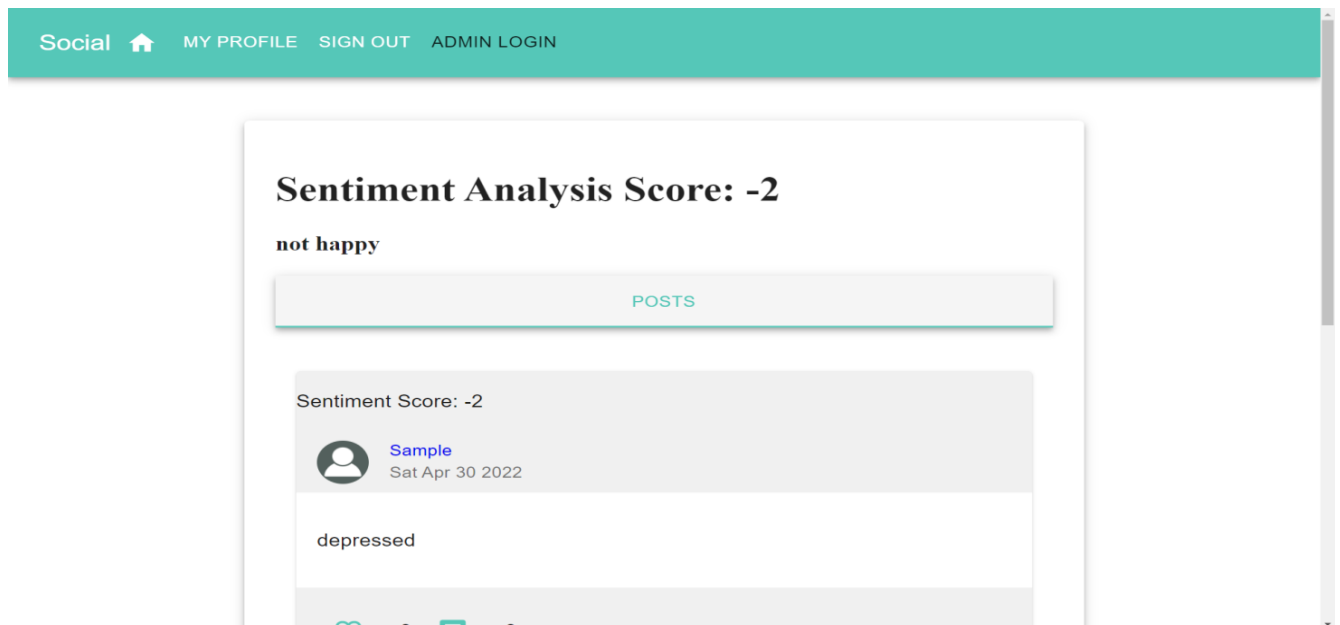 Social MY PROFILE SIGN OUT ADMIN LOGIN
Sentiment Analysis Score: -2
not happy
POSTS
Sentiment Score: -2
Sample
Sat Apr 30 2022
depressed